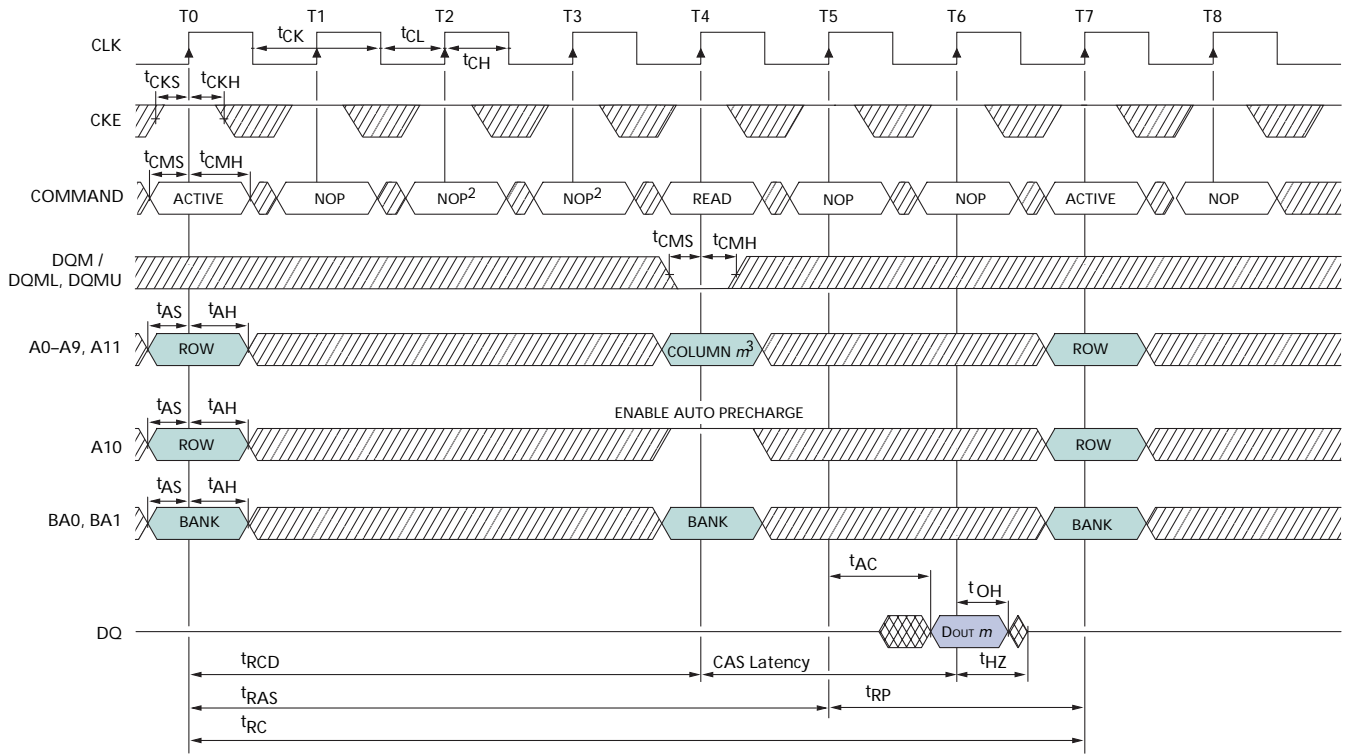 T0 T1 T2 T3 T4 T5 T6 T7 T8
CLK tCK tCL tCH
tCKS tCKH
CKE
tCMS tCMH
COMMAND ACTIVE NOP NOP2 NOP2 READ NOP NOP ACTIVE NOP
tCMS tCMH
DQM /
DQML, DQMU
tAS tAH
A0–A9, A11 ROW COLUMN m3 ROW
tAS tAH ENABLE AUTO PRECHARGE
A10 ROW ROW
tAS tAH
BA0, BA1 BANK BANK BANK
tAC
tOH
DQ DOUT m
tRCD CAS Latency tHZ
tRAS tRP
tRC